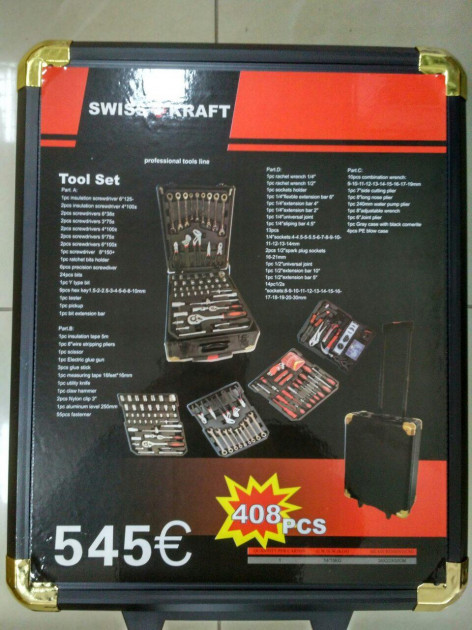 SWISS KRAFT
professional tools line
Tool Set
Part. A:
1pc insulation screwdriver 6*125-
2pcs insulation screwdriver 4*100s
2pcs screwdrivers 6*38s
2pcs screwdrivers 3*75s
2pcs screwdrivers 4*100s
2pcs screwdrivers 5*75s
2pcs screwdrivers 6*100s
1pc screwdriver 8*150+
1pc ratchet bits holder
6pcs precision screwdriver
24pcs bits
1pc T type bit
9pcs hex key1.5-2-2.5-3-4-5-6-8-10mm
1pc tester
1pc pickup
1pc bit extension bar
Part.B:
1pc insulation tape 5m
1pc 8"wire stripping pliers
1pc scissor
1pc Electric glue gun
3pcs glue stick
1pc measuring tape 16feet*16mm
1pc utility knife
1pc claw hammer
2pcs Nylon clip 3"
1pc aluminum level 250mm
55pcs fastener
Part.D:
1pc rachet wrench 1/4"
1pc rachet wrench 1/2"
1pc sockets holder
1pc 1/4"flexible extension bar 6"
1pc 1/4"extension bar 4"
1pc 1/4"extension bar 2"
1pc 1/4"universal joint
1pc 1/4"sliping bar 4.5"
13pcs
1/4"sockets:4-4.5-5-5.5-6-7-8-9-10-
11-12-13-14mm
2pcs 1/2"spark plug sockets
16-21mm
1pc 1/2"universal joint
1pc 1/2"extension bar 10"
1pc 1/2"extension bar 5"
14pc1/2s
"sockets:8-9-10-11-12-13-14-15-16-
17-18-19-20-30mm
Part.C:
10pcs combination wrench:
9-10-11-12-13-14-15-16-17-19mm
1pc 7"side cutting plier
1pc 6"long nose plier
1pc 240mm water pump plier
1pc 8"adjustable wrench
1pc 8"joint plier
1pc Gray case with black cornerite
4pcs PE blow case
408 PCS
545€